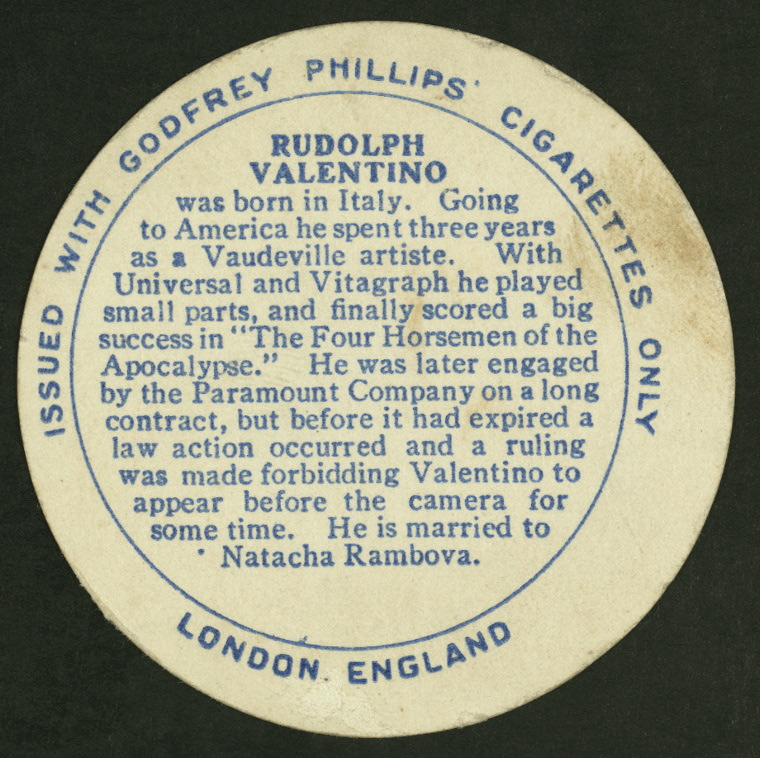 ISSUED WITH GODFREY PHILLIPS' CIGARETTES ONLY
RUDOLPH
VALENTINO
was born in Italy. Going
to America he spent three years
as a Vaudeville artiste. With
Universal and Vitagraph he played
small parts, and finally scored a big
success in "The Four Horsemen of the
Apocalypse." He was later engaged
by the Paramount Company on a long
contract, but before it had expired a
law action occurred and a ruling
was made forbidding Valentino to
appear before the camera for
some time. He is married to
Natacha Rambova.
LONDON ENGLAND